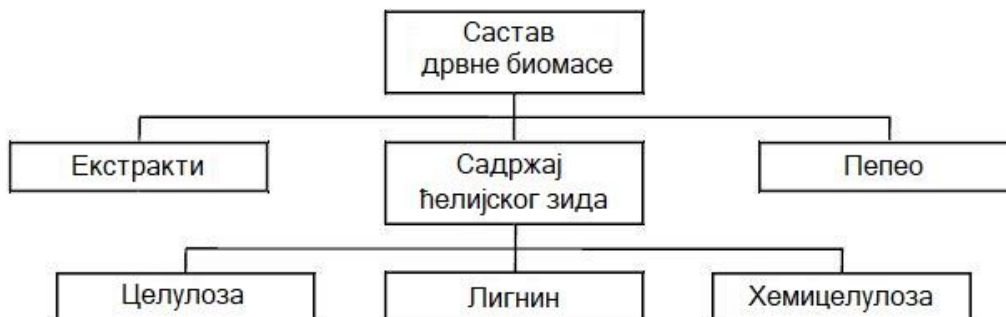 Састав
дрвне биомасе
Екстракти
Садржај
ћелијског зида
Пепео
Целулоза
Лигнин
Хемицелулоза